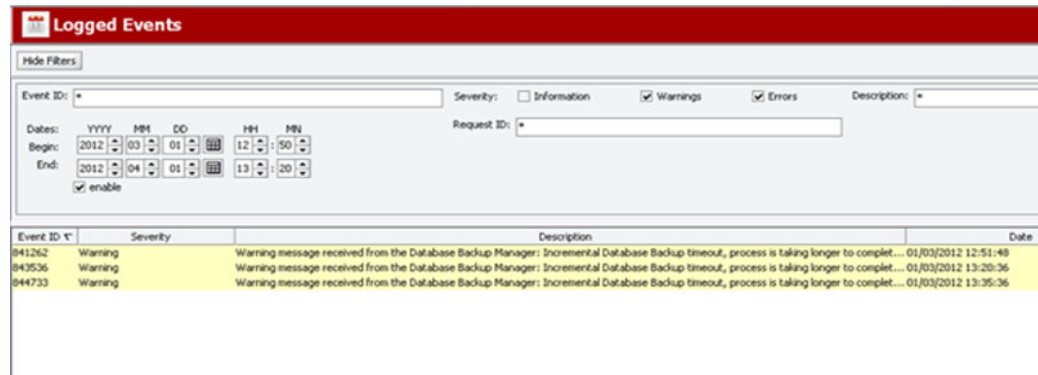 Logged Events
Hide Filters
Event ID: * Severity: Information Warnings Errors Description: *
Dates: YYYY MM DD HH MN Request ID: *
Begin: 2012 03 01 12 : 50
End: 2012 04 01 13 : 20
enable
Event ID Severity Description Date
841262 Warning Warning message received from the Database Backup Manager: Incremental Database Backup timeout, process is taking longer to complet.... 01/03/2012 12:51:48
843536 Warning Warning message received from the Database Backup Manager: Incremental Database Backup timeout, process is taking longer to complet.... 01/03/2012 13:20:36
844733 Warning Warning message received from the Database Backup Manager: Incremental Database Backup timeout, process is taking longer to complet.... 01/03/2012 13:35:36